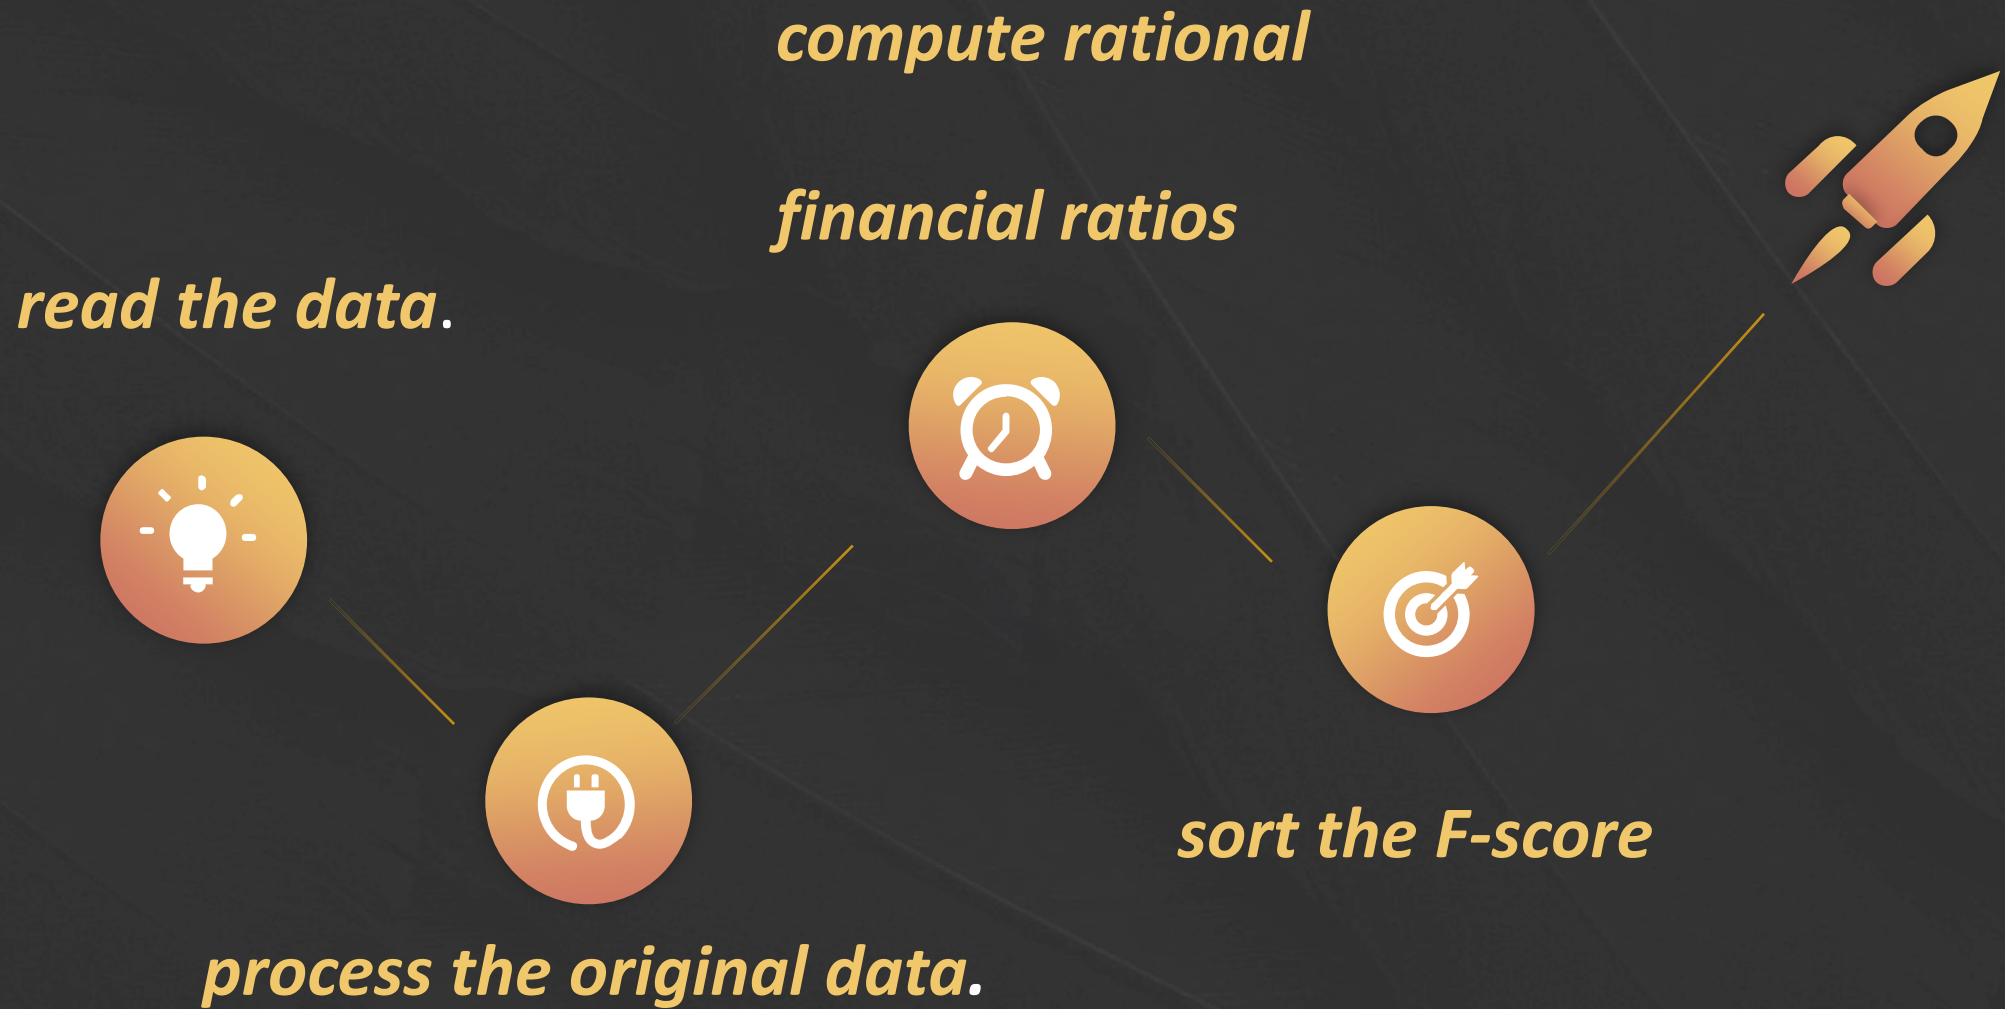 read the data.
process the original data.
compute rational
financial ratios
sort the F-score